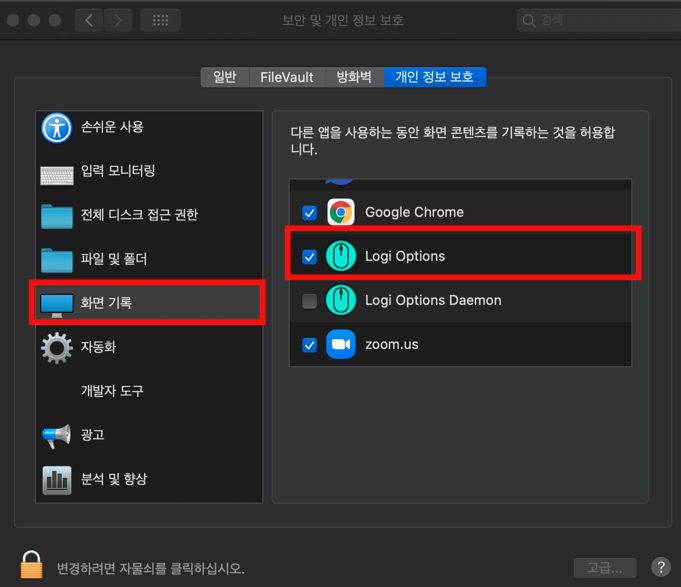 보안 및 개인 정보 보호
검색
일반
FileVault
방화벽
개인 정보 보호
손쉬운 사용
입력 모니터링
전체 디스크 접근 권한
파일 및 폴더
화면 기록
자동화
개발자 도구
광고
분석 및 향상
다른 앱을 사용하는 동안 화면 콘텐츠를 기록하는 것을 허용합
니다.
Google Chrome
Logi Options
Logi Options Daemon
zoom.us
변경하려면 자물쇠를 클릭하십시오.
고급...
?